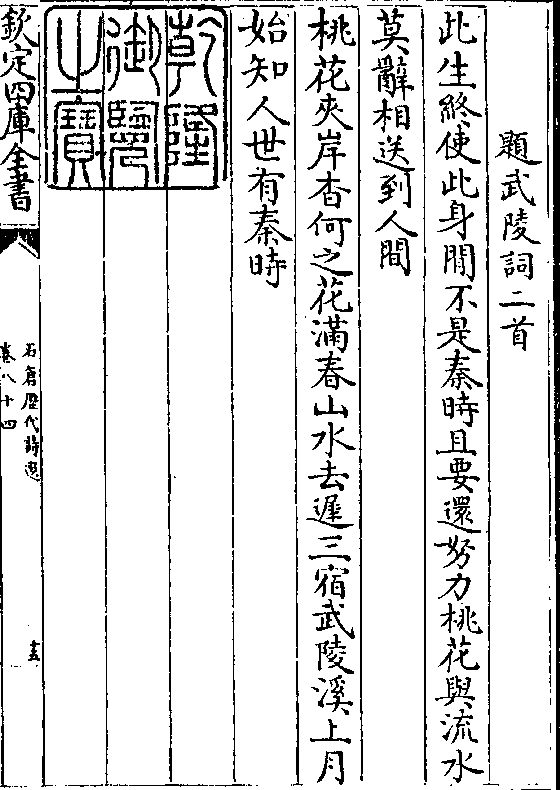 題武陵詞二首
此生終使此身閒不是秦時且要還努力桃花與流水
莫辭相送到人間
桃花夾岸杳何之花滿春山水去遲三宿武陵溪上月
始知人世有秦時
乾隆
御覽
之寶
欽定四庫全書
石倉歷代詩選
卷八十四
十五